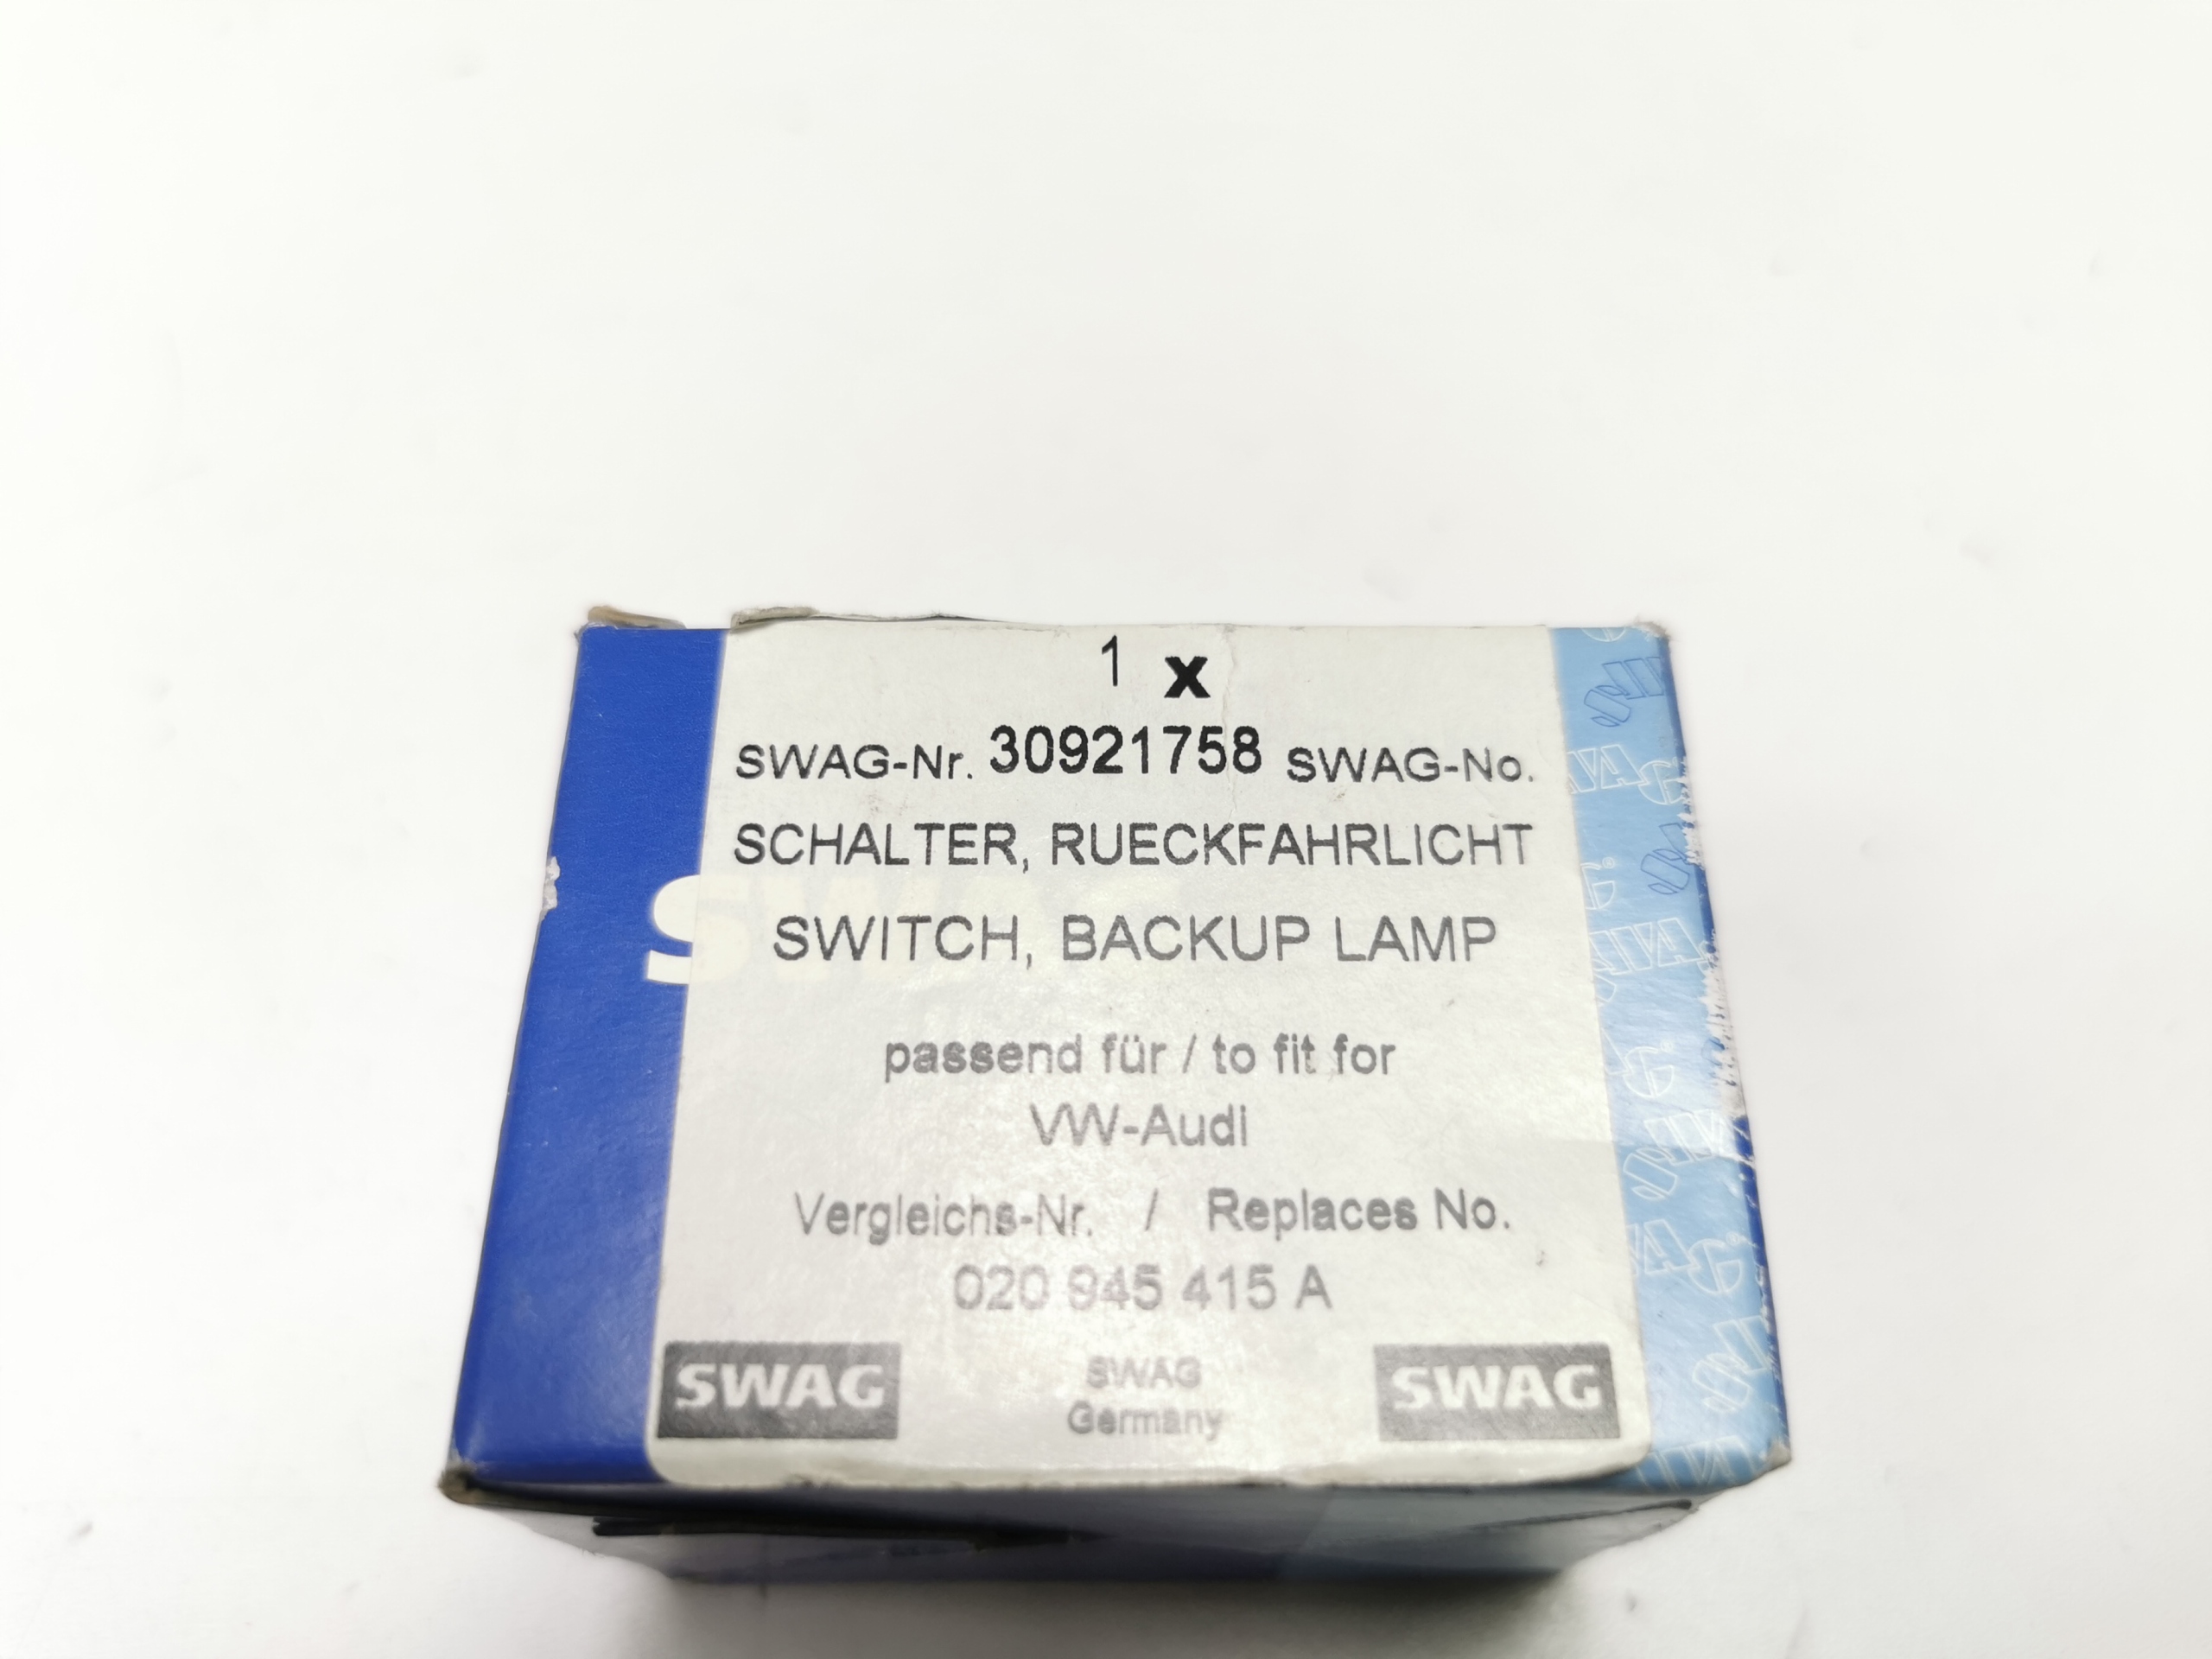 1 x
SWAG-Nr. 30921758 SWAG-No.
SCHALTER, RUECKFAHRLICHT
SWITCH, BACKUP LAMP
passend für / to fit for
VW-Audi
Vergleichs-Nr. / Replaces No.
020 945 415 A
SWAG SWAG SWAG
Germany